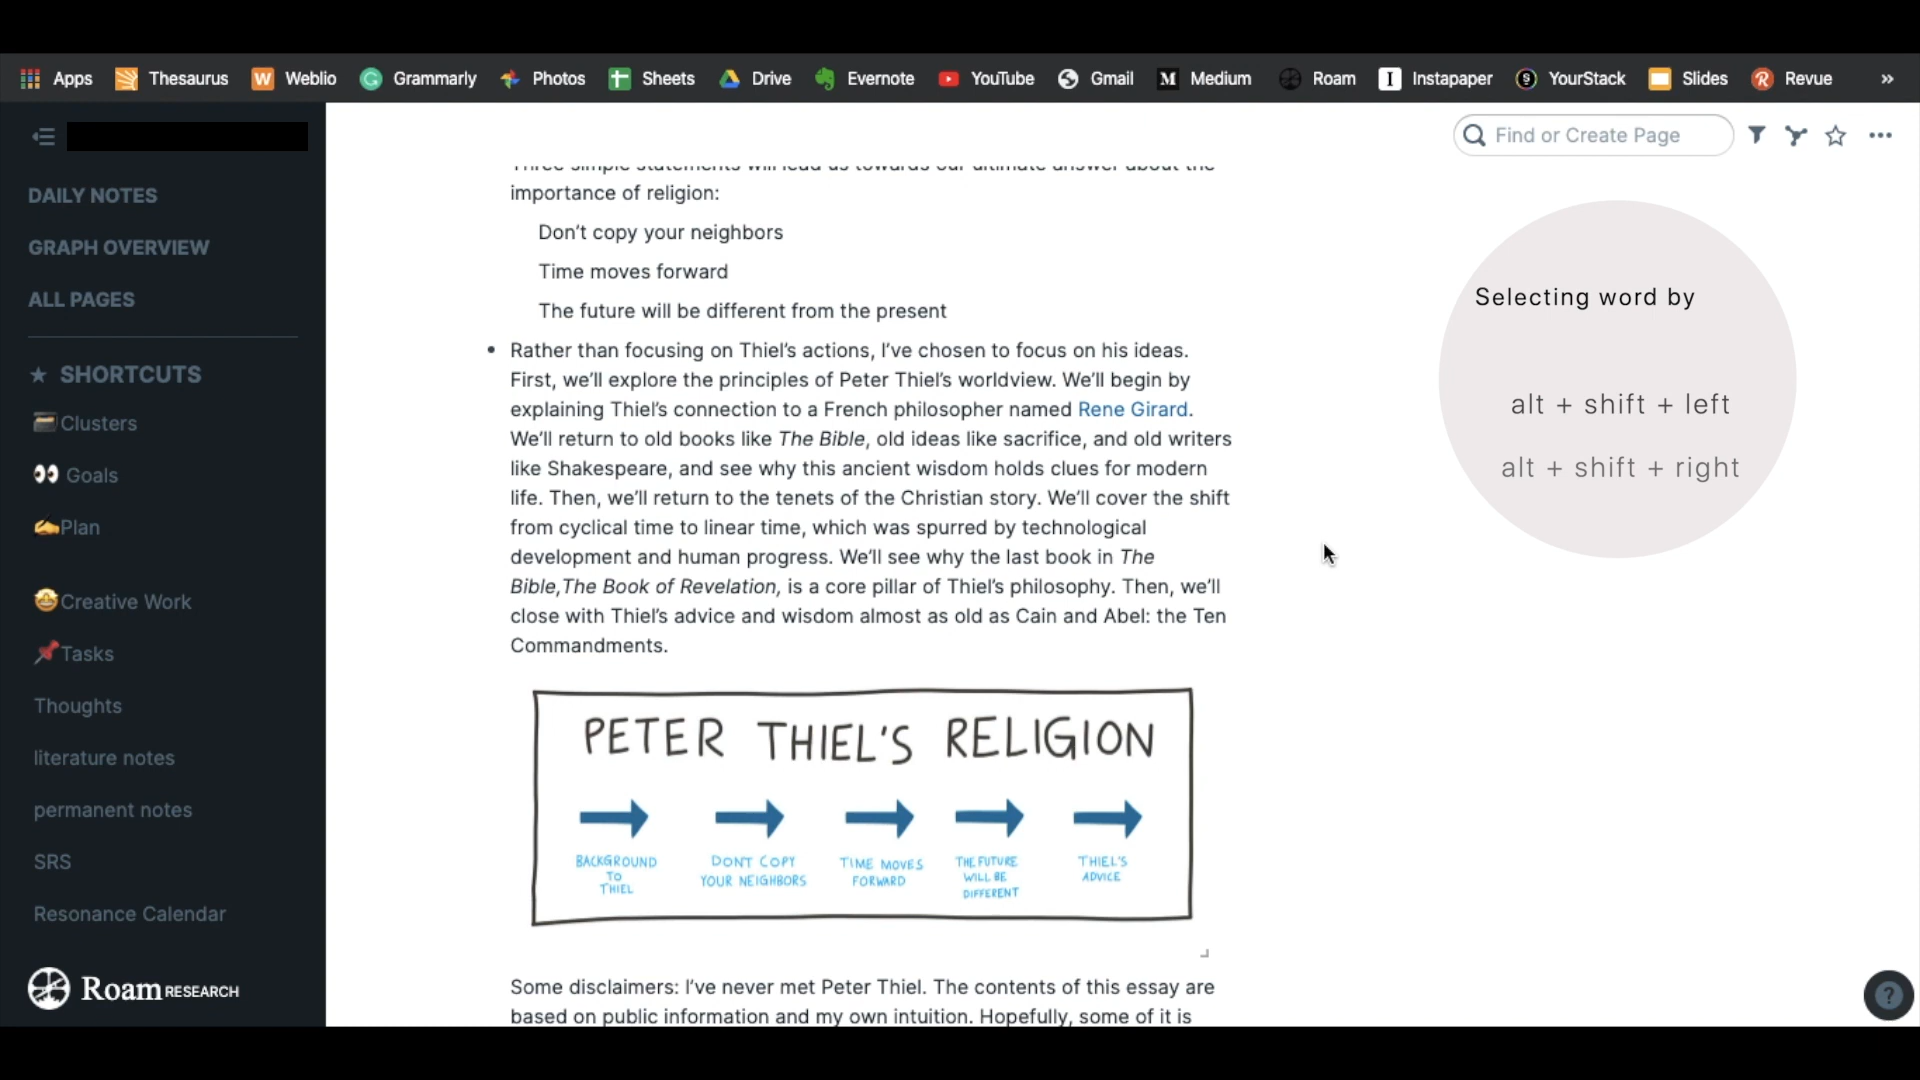 Apps Thesaurus Weblio Grammarly Photos Sheets Drive Evernote YouTube Gmail Medium Roam Instapaper YourStack Slides Revue »
Find or Create Page
DAILY NOTES
GRAPH OVERVIEW
ALL PAGES
★ SHORTCUTS
Clusters
Goals
Plan
Creative Work
Tasks
Thoughts
literature notes
permanent notes
SRS
Resonance Calendar
Roam RESEARCH
Three simple statements will lead us towards our ultimate answer about the
importance of religion:
Don’t copy your neighbors
Time moves forward
The future will be different from the present
• Rather than focusing on Thiel’s actions, I’ve chosen to focus on his ideas.
First, we’ll explore the principles of Peter Thiel’s worldview. We’ll begin by
explaining Thiel’s connection to a French philosopher named Rene Girard.
We’ll return to old books like The Bible, old ideas like sacrifice, and old writers
like Shakespeare, and see why this ancient wisdom holds clues for modern
life. Then, we’ll return to the tenets of the Christian story. We’ll cover the shift
from cyclical time to linear time, which was spurred by technological
development and human progress. We’ll see why the last book in The
Bible,The Book of Revelation, is a core pillar of Thiel’s philosophy. Then, we’ll
close with Thiel’s advice and wisdom almost as old as Cain and Abel: the Ten
Commandments.
PETER THIEL'S RELIGION
BACKGROUND
TO
THIEL
DON'T COPY
YOUR NEIGHBORS
TIME MOVES
FORWARD
THE FUTURE
WILL BE
DIFFERENT
THIEL'S
ADVICE
Some disclaimers: I’ve never met Peter Thiel. The contents of this essay are
based on public information and my own intuition. Hopefully, some of it is
Selecting word by
alt + shift + left
alt + shift + right
?